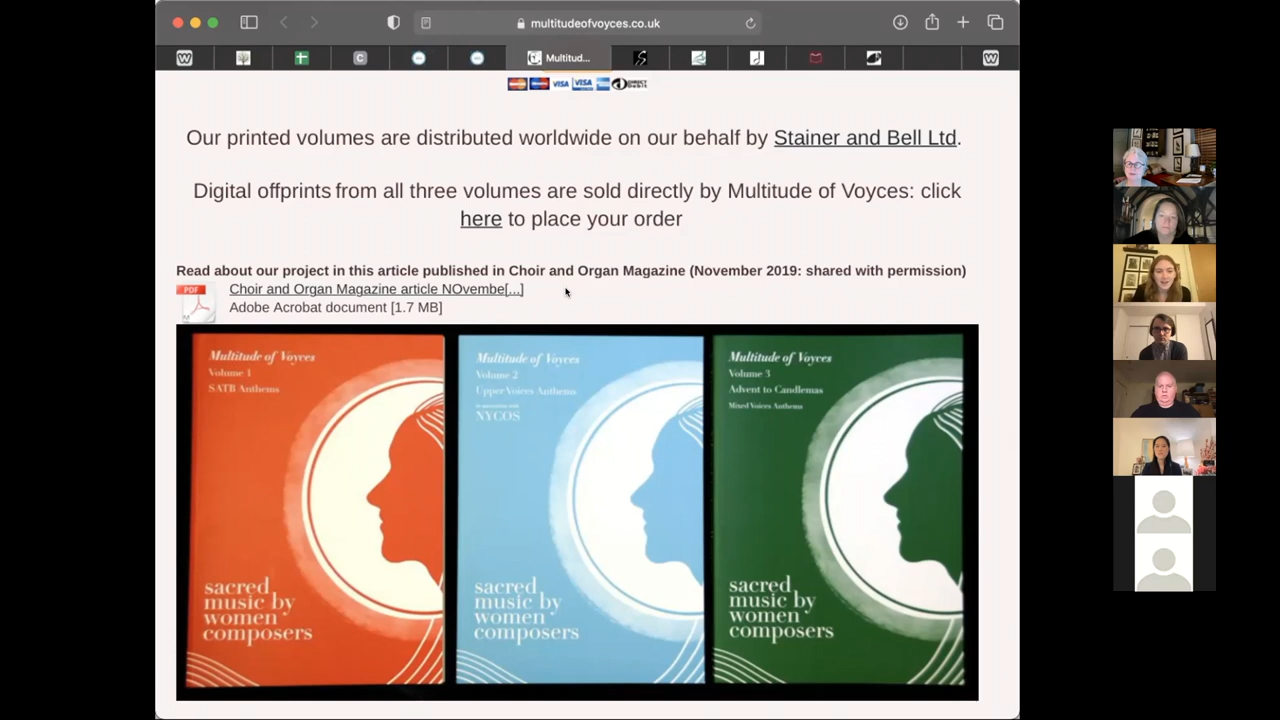 multitudeofvoyces.co.uk
Multitud...
Our printed volumes are distributed worldwide on our behalf by Stainer and Bell Ltd.
Digital offprints from all three volumes are sold directly by Multitude of Voyces: click
here to place your order
Read about our project in this article published in Choir and Organ Magazine (November 2019: shared with permission)
PDF
Choir and Organ Magazine article NOvembe[...]
Adobe Acrobat document [1.7 MB]
Multitude of Voyces
Volume 1
SATB Anthems
sacred
music by
women
composers
Multitude of Voyces
Volume 2
Upper Voices Anthems
in association with
NYCOS
sacred
music by
women
composers
Multitude of Voyces
Volume 3
Advent to Candlemas
Mixed Voices Anthems
sacred
music by
women
composers